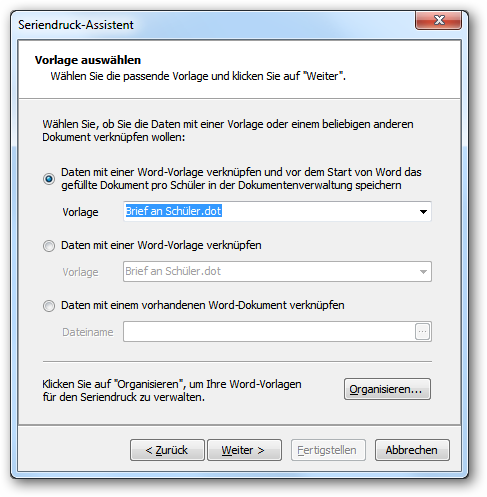 Seriendruck-Assistent
Vorlage auswählen
Wählen Sie die passende Vorlage und klicken Sie auf "Weiter".
Wählen Sie, ob Sie die Daten mit einer Vorlage oder einem beliebigen anderen
Dokument verknüpfen wollen:
Daten mit einer Word-Vorlage verknüpfen und vor dem Start von Word das
gefüllte Dokument pro Schüler in der Dokumentenverwaltung speichern
Vorlage Brief an Schüler.dot
Daten mit einer Word-Vorlage verknüpfen
Vorlage Brief an Schüler.dot
Daten mit einem vorhandenen Word-Dokument verknüpfen
Dateiname ...
Klicken Sie auf "Organisieren", um Ihre Word-Vorlagen
für den Seriendruck zu verwalten.
Organisieren...
< Zurück Weiter > Fertigstellen Abbrechen